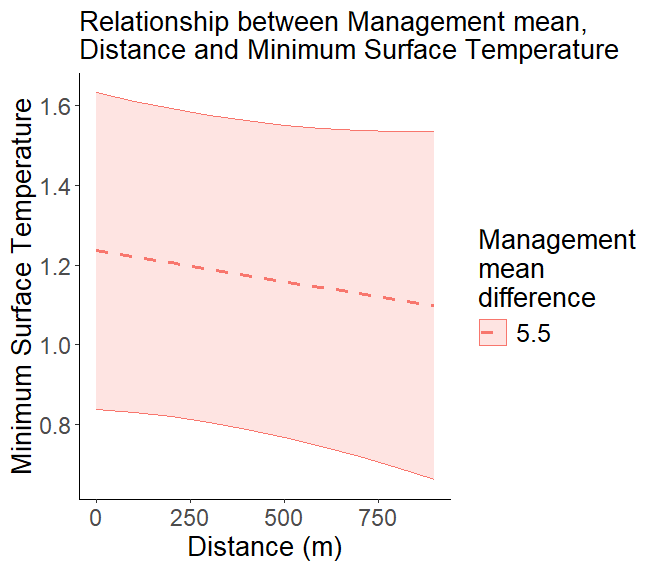 Relationship between Management mean,
Distance and Minimum Surface Temperature
Minimum Surface Temperature
1.6
1.4
1.2
1.0
0.8
0
250
500
750
Distance (m)
Management
mean
difference
5.5